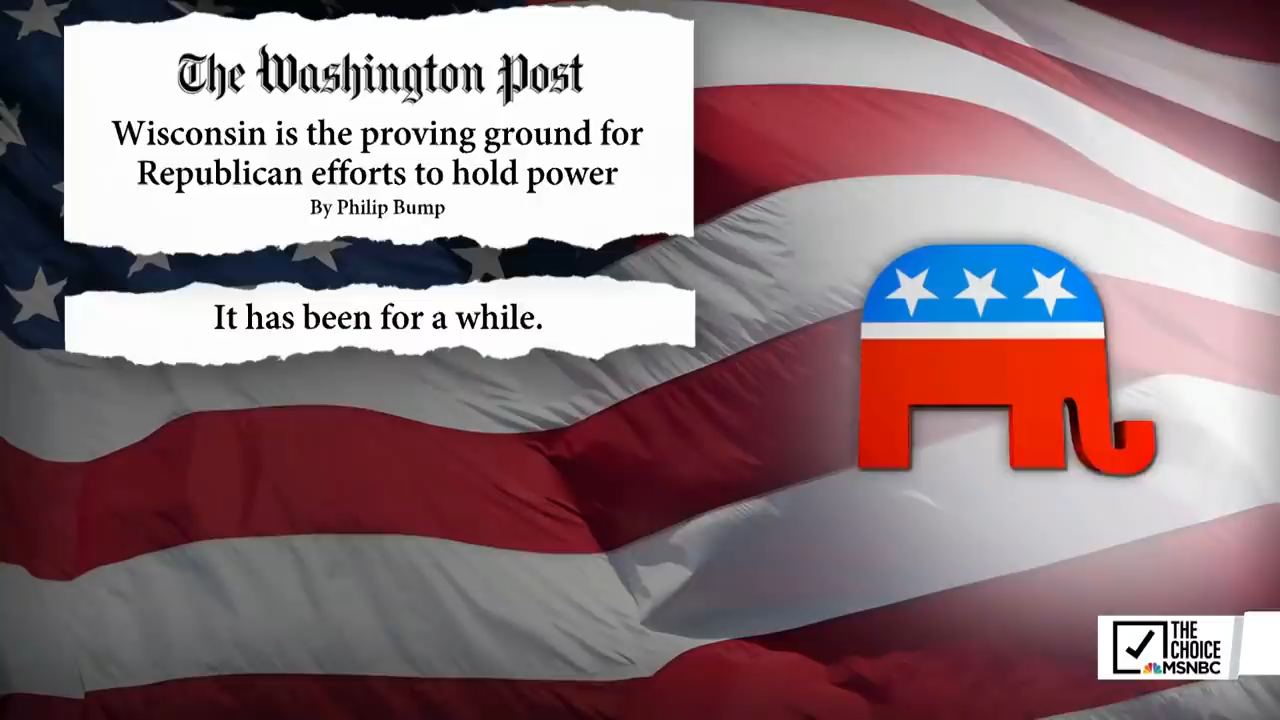 The Washington Post
Wisconsin is the proving ground for
Republican efforts to hold power
By Philip Bump
It has been for a while.
THE
CHOICE
MSNBC